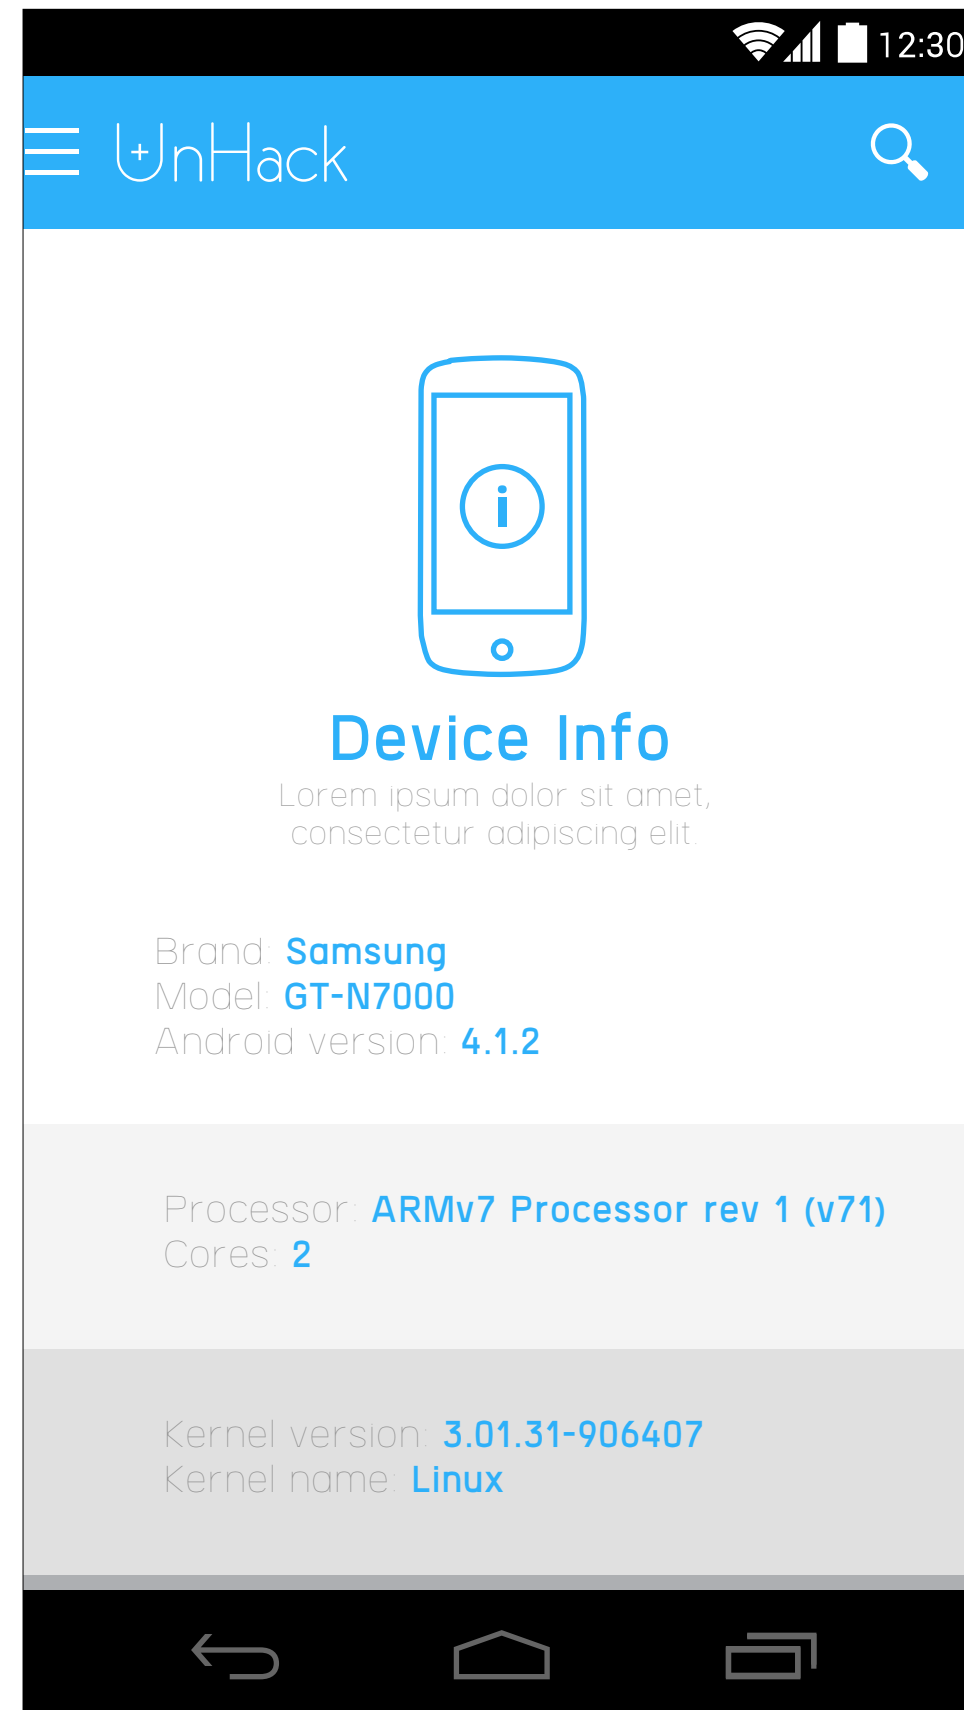 12:30
UnHack
i
Device Info
Lorem ipsum dolor sit amet,
consectetur adipiscing elit.
Brand: Samsung
Model: GT-N7000
Android version: 4.1.2
Processor: ARMv7 Processor rev 1 (v71)
Cores: 2
Kernel version: 3.01.31-906407
Kernel name: Linux